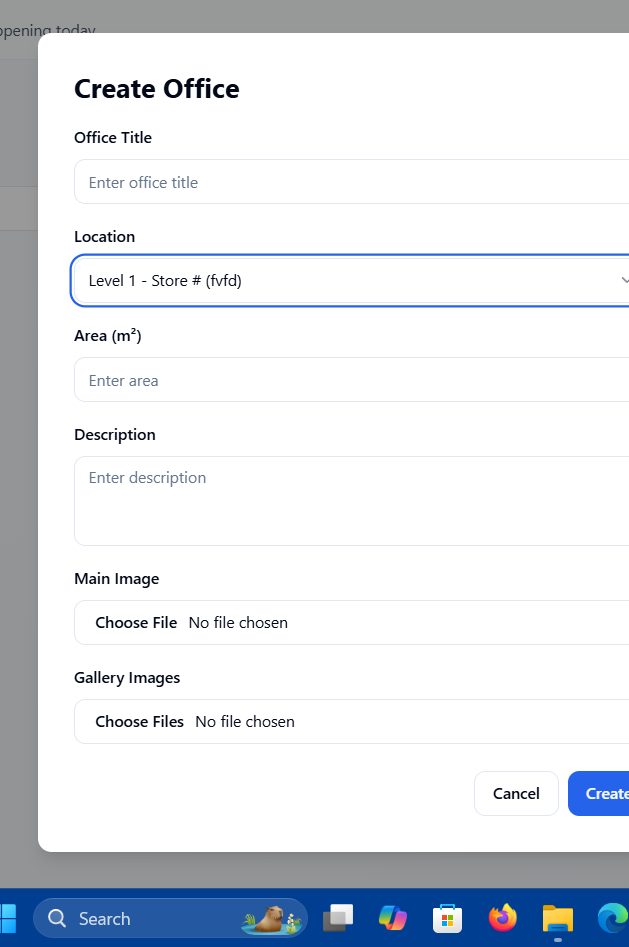 opening today
Create Office
Office Title
Enter office title
Location
Level 1 - Store # (fvfd)
Area (m²)
Enter area
Description
Enter description
Main Image
Choose File No file chosen
Gallery Images
Choose Files No file chosen
Cancel
Create
Search